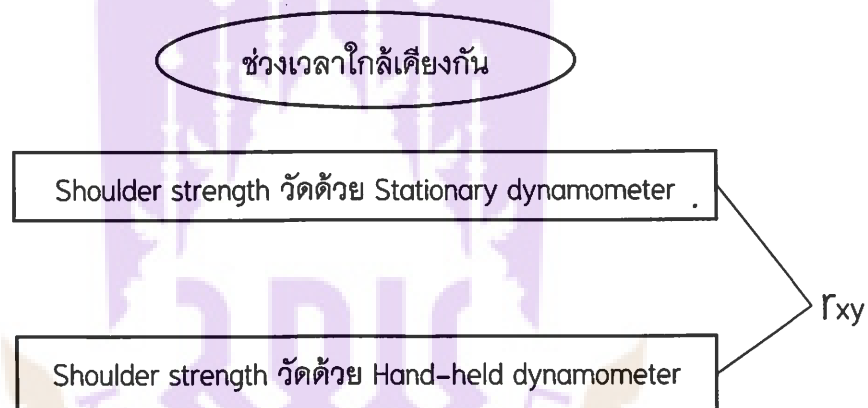 ช่วงเวลาใกล้เคียงกัน
Shoulder strength วัดด้วย Stationary dynamometer .
rxy
Shoulder strength วัดด้วย Hand-held dynamometer